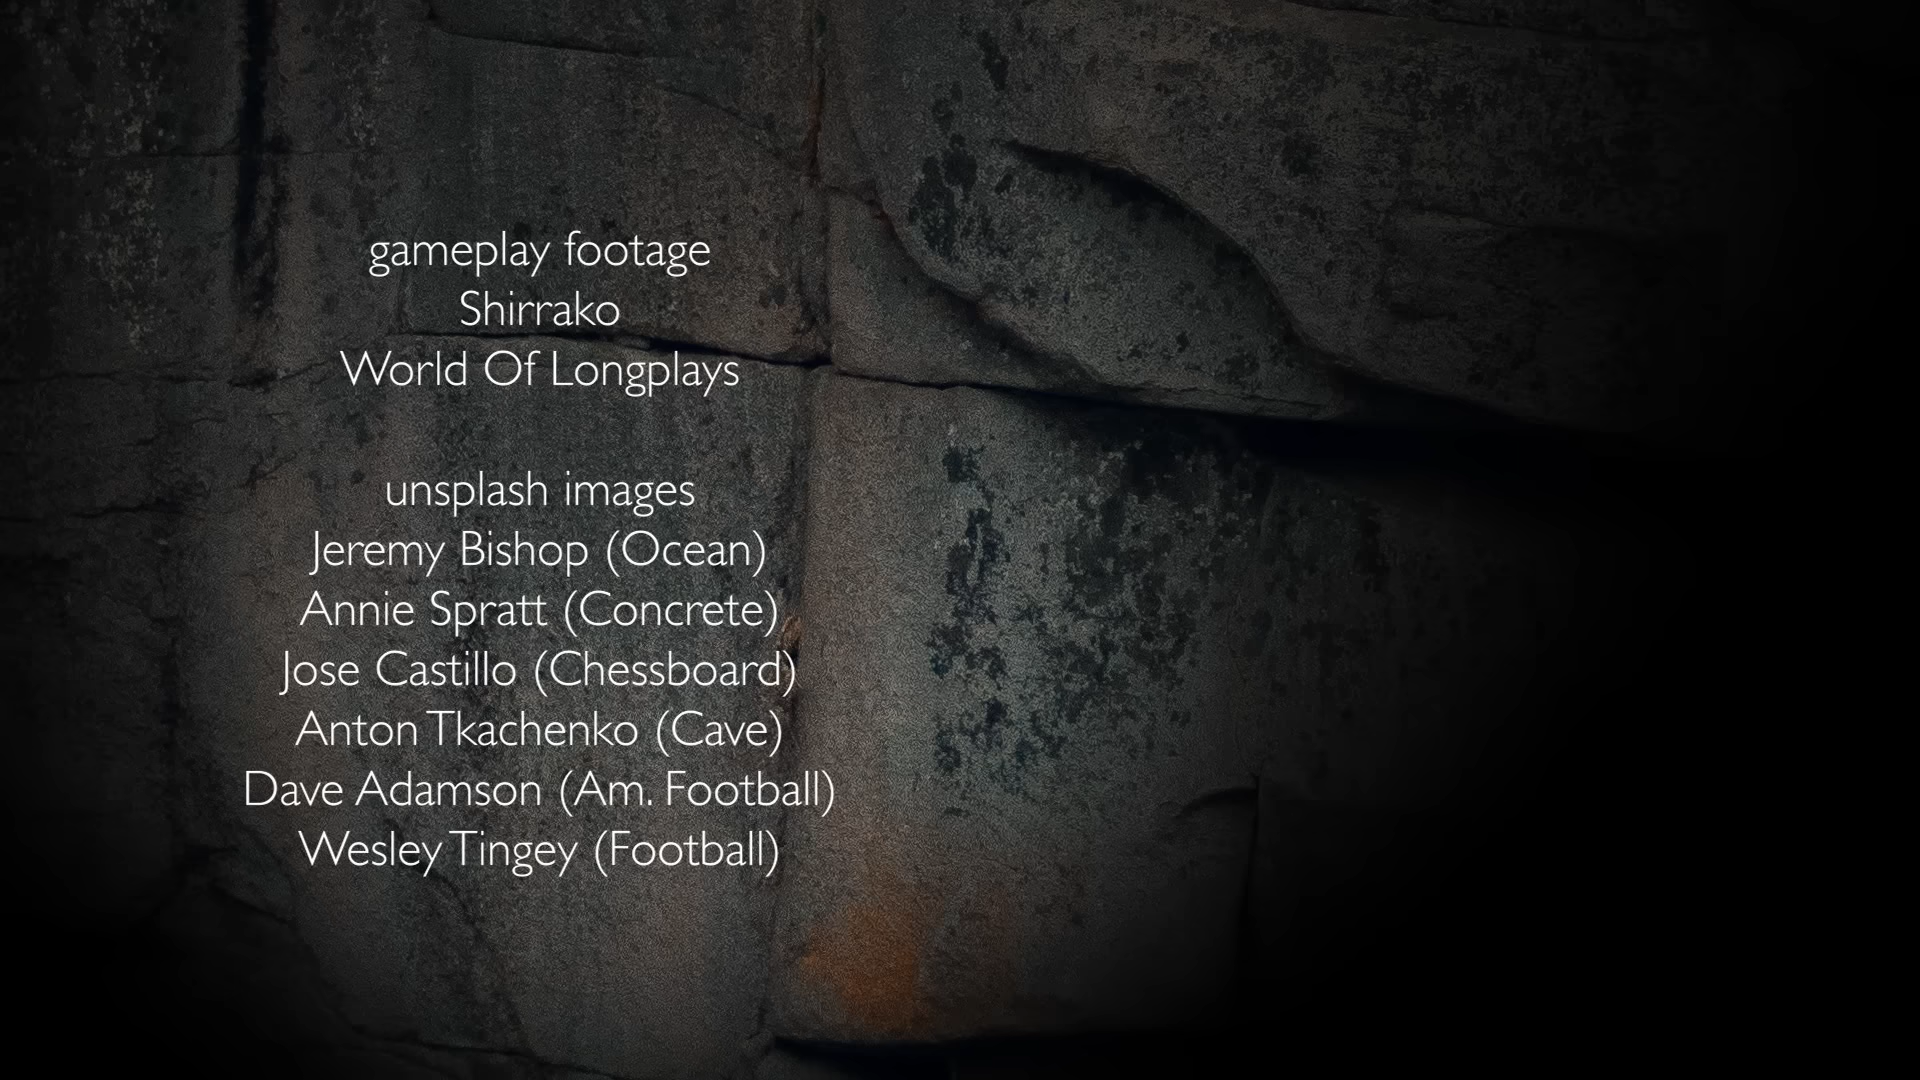 gameplay footage
Shirrako
World Of Longplays
unsplash images
Jeremy Bishop (Ocean)
Annie Spratt (Concrete)
Jose Castillo (Chessboard)
Anton Tkachenko (Cave)
Dave Adamson (Am. Football)
Wesley Tingey (Football)